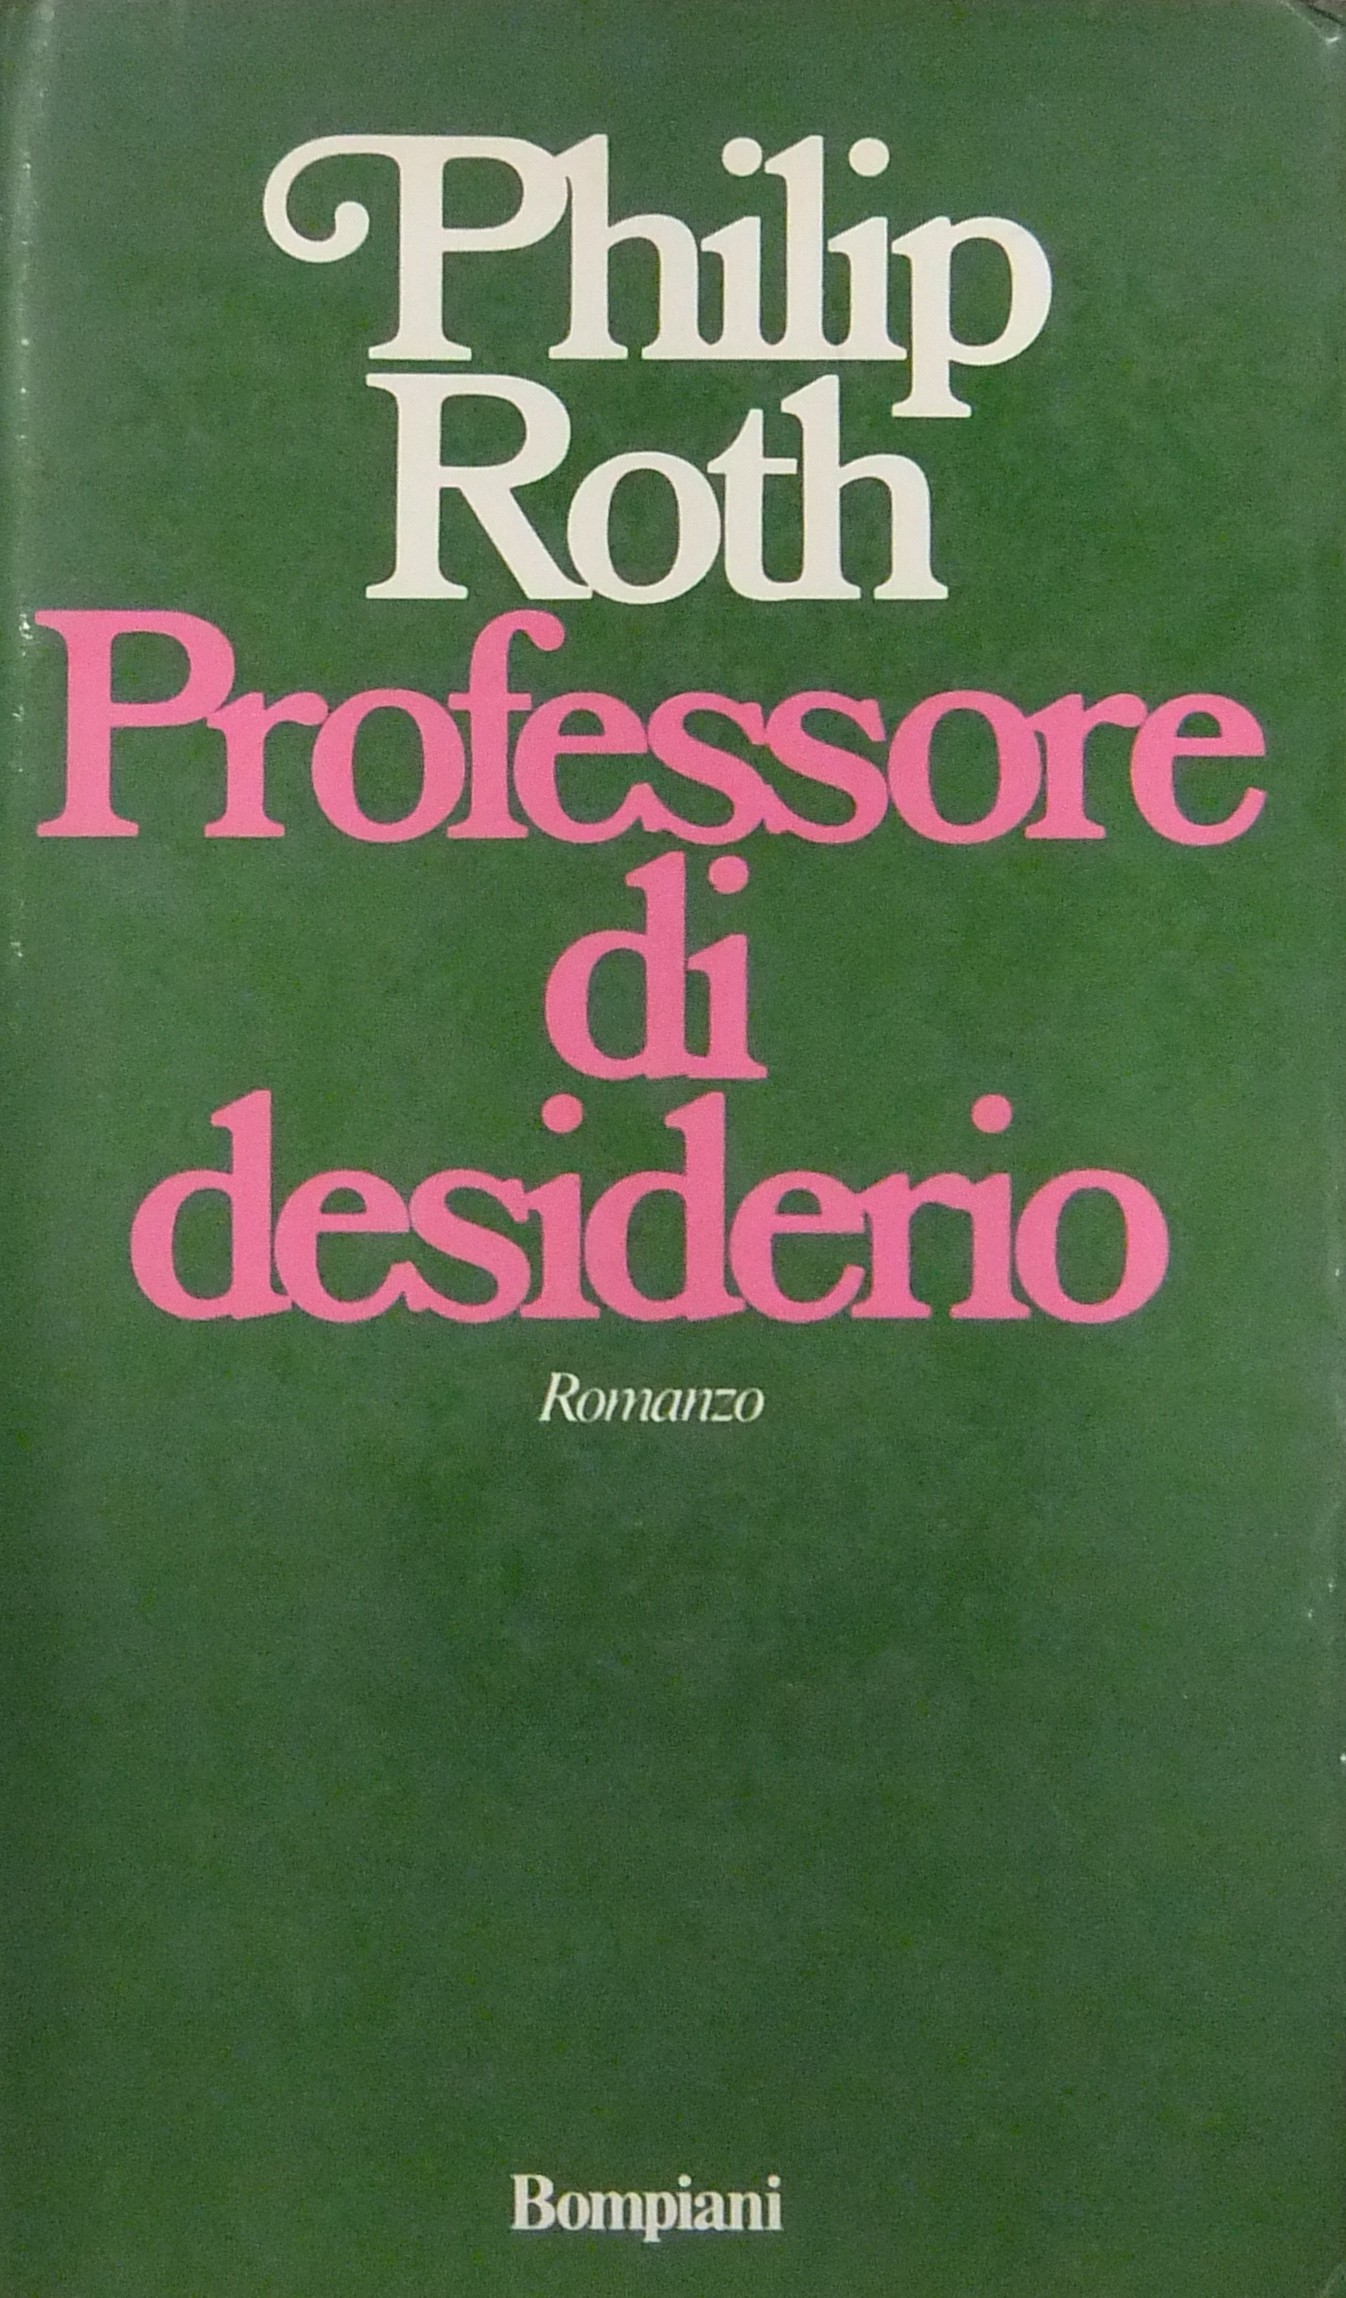 Philip
Roth
Professore
di
desiderio
Romanzo
Bompiani